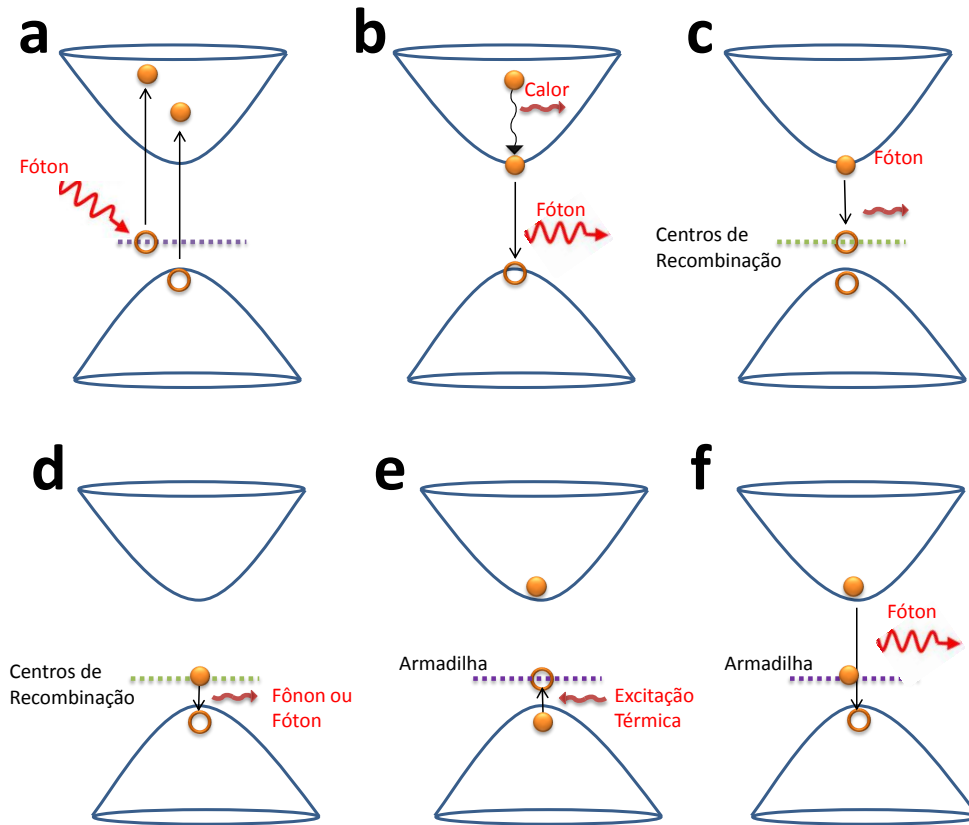 a
Fóton
b
Calor
Fóton
c
Fóton
Centros de
Recombinação
d
Centros de
Recombinação
Fônon ou
Fóton
e
Armadilha
Excitação
Térmica
f
Fóton
Armadilha